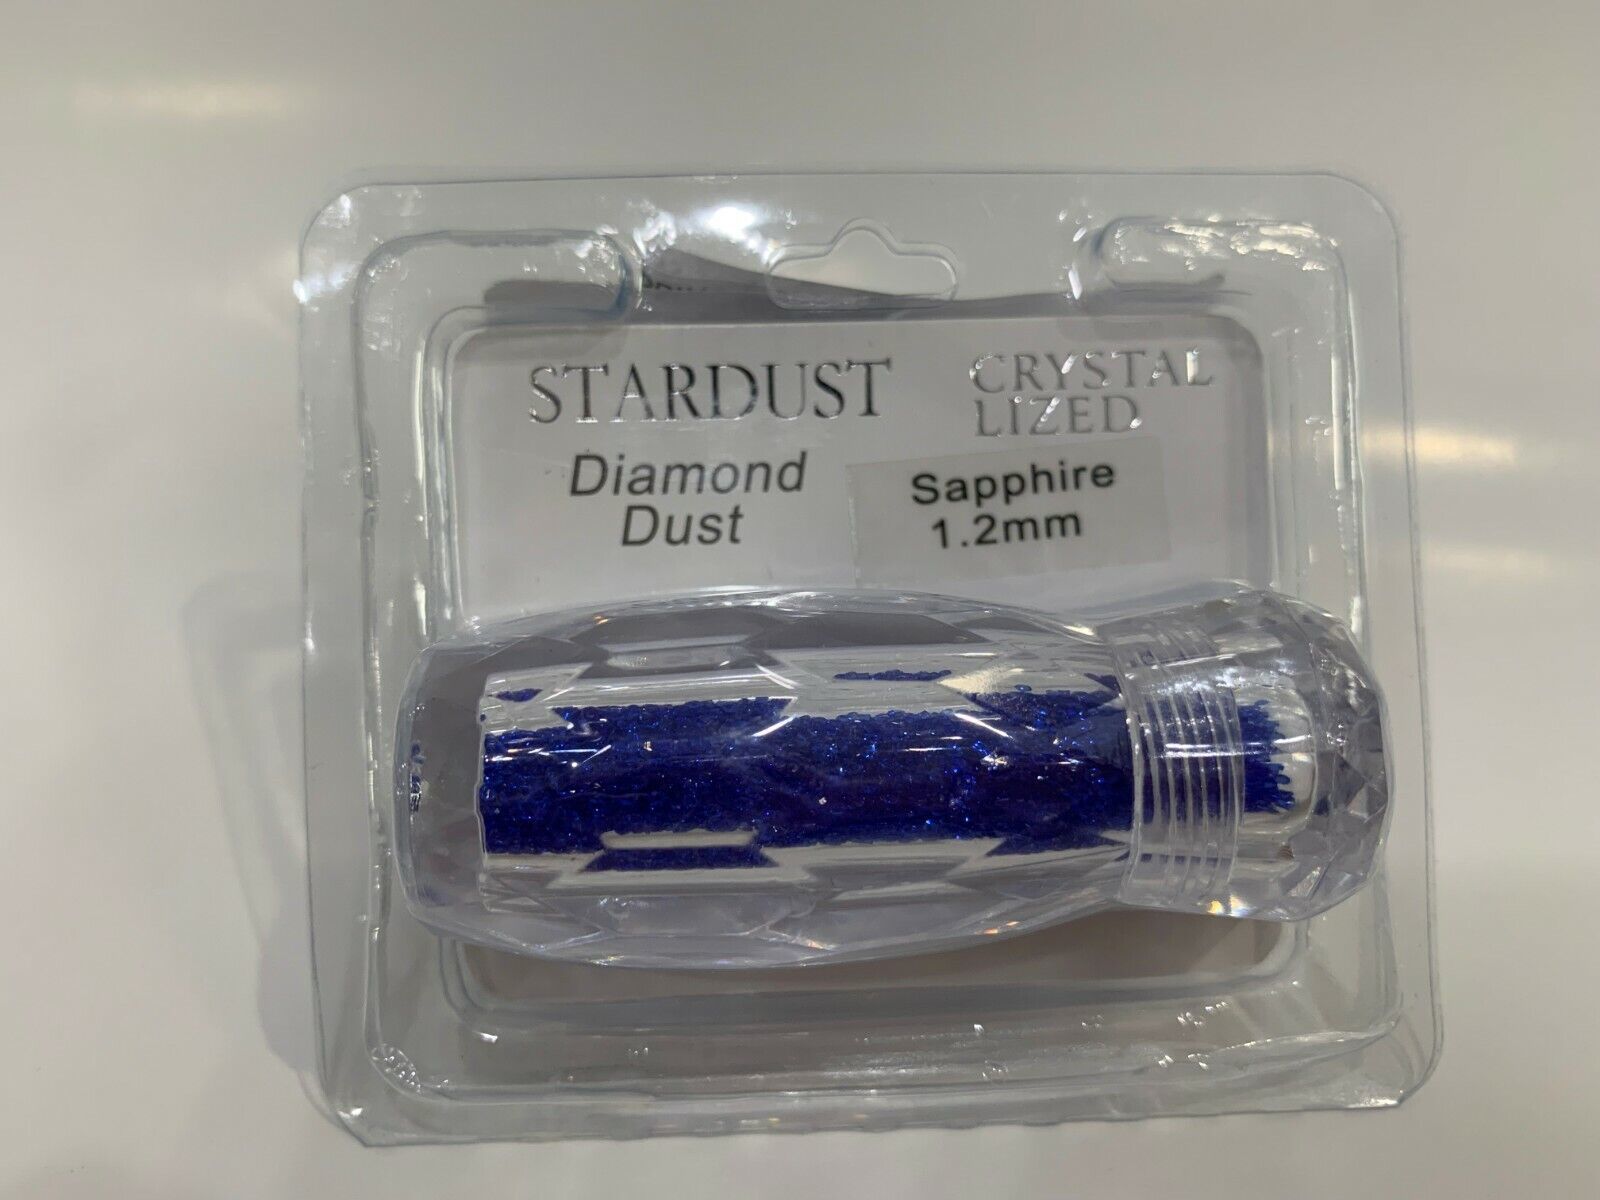 STARDUST
Diamond
Dust
CRYSTAL
LIZED
Sapphire
1.2mm